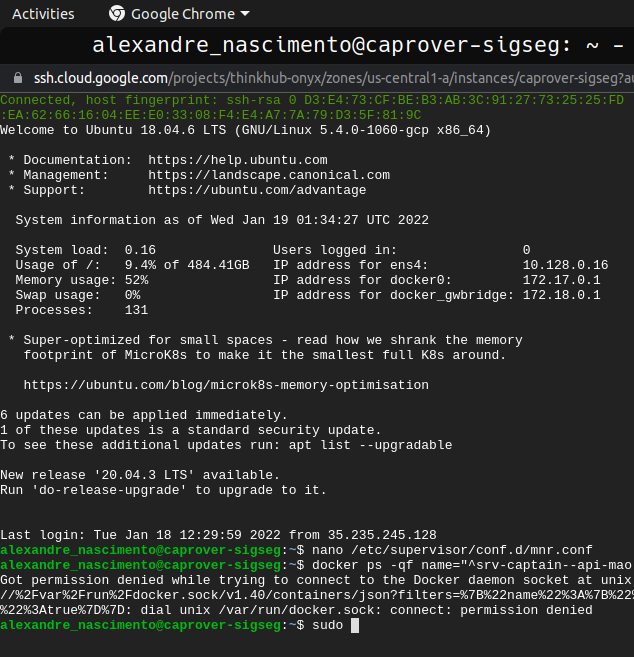 Activities Google Chrome
alexandre_nascimento@caprover-sigseg: ~ -
ssh.cloud.google.com/projects/thinkhub-onyx/zones/us-central1-a/instances/caprover-sigseg?au
Connected, host fingerprint: ssh-rsa 0 D3:E4:73:CF:BE:B3:AB:3C:91:27:73:25:25:FD
:EA:62:66:16:04:EE:E0:33:08:F4:E4:A7:7A:79:D3:5F:81:9C
Welcome to Ubuntu 18.04.6 LTS (GNU/Linux 5.4.0-1060-gcp x86_64)
* Documentation: https://help.ubuntu.com
* Management: https://landscape.canonical.com
* Support: https://ubuntu.com/advantage
System information as of Wed Jan 19 01:34:27 UTC 2022
System load: 0.16 Users logged in: 0
Usage of /: 9.4% of 484.41GB IP address for ens4: 10.128.0.16
Memory usage: 52% IP address for docker0: 172.17.0.1
Swap usage: 0% IP address for docker_gwbridge: 172.18.0.1
Processes: 131
* Super-optimized for small spaces - read how we shrank the memory
footprint of MicroK8s to make it the smallest full K8s around.
https://ubuntu.com/blog/microk8s-memory-optimisation
6 updates can be applied immediately.
1 of these updates is a standard security update.
To see these additional updates run: apt list --upgradable
New release '20.04.3 LTS' available.
Run 'do-release-upgrade' to upgrade to it.
Last login: Tue Jan 18 12:29:59 2022 from 35.235.245.128
alexandre_nascimento@caprover-sigseg:~$ nano /etc/supervisor/conf.d/mnr.conf
alexandre_nascimento@caprover-sigseg:~$ docker ps -qf name="^srv-captain--api-mao
Got permission denied while trying to connect to the Docker daemon socket at unix
//%2Fvar%2Frun%2Fdocker.sock/v1.40/containers/json?filters=%7B%22name%22%3A%7B%22
%22%3Atrue%7D%7D: dial unix /var/run/docker.sock: connect: permission denied
alexandre_nascimento@caprover-sigseg:~$ sudo